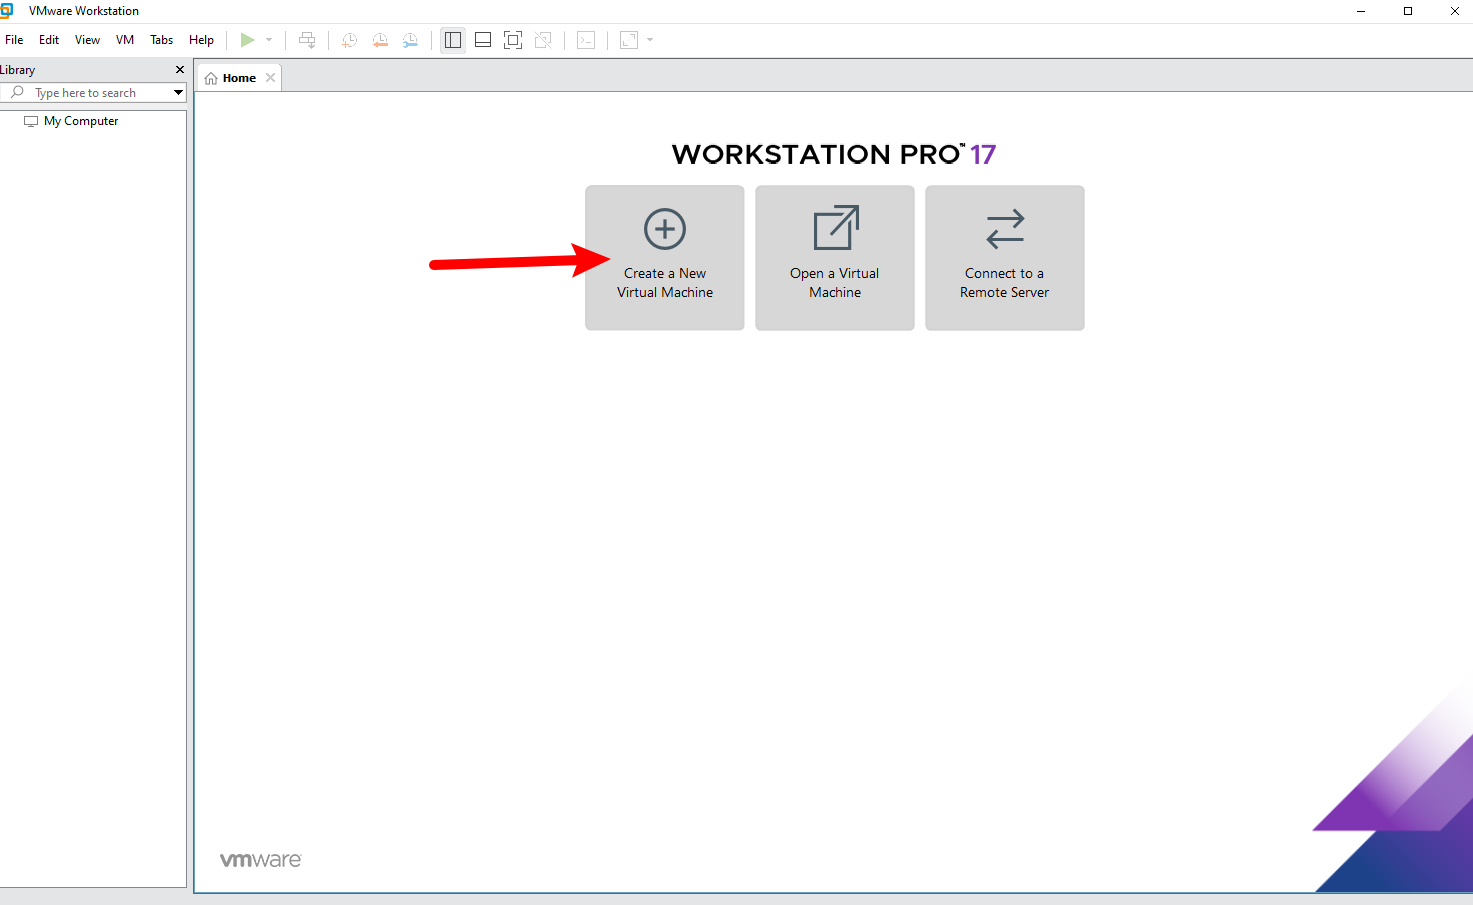 VMware Workstation
File Edit View VM Tabs Help
Library
Type here to search
My Computer
Home
WORKSTATION PRO™ 17
Create a New
Virtual Machine
Open a Virtual
Machine
Connect to a
Remote Server
vmware